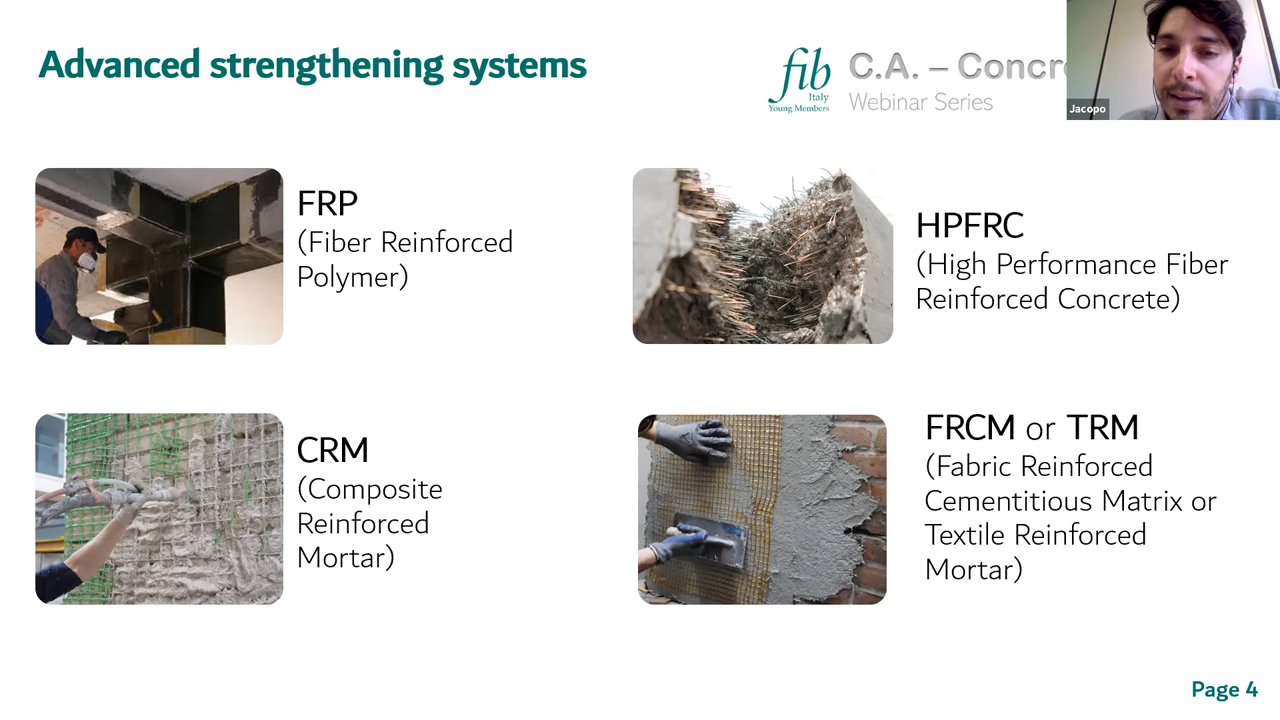 Advanced strengthening systems
fib
Italy
Young Members
C.A. – Concr
Webinar Series
Jacopo
FRP
(Fiber Reinforced
Polymer)
HPFRC
(High Performance Fiber
Reinforced Concrete)
CRM
(Composite
Reinforced
Mortar)
FRCM or TRM
(Fabric Reinforced
Cementitious Matrix or
Textile Reinforced
Mortar)
Page 4